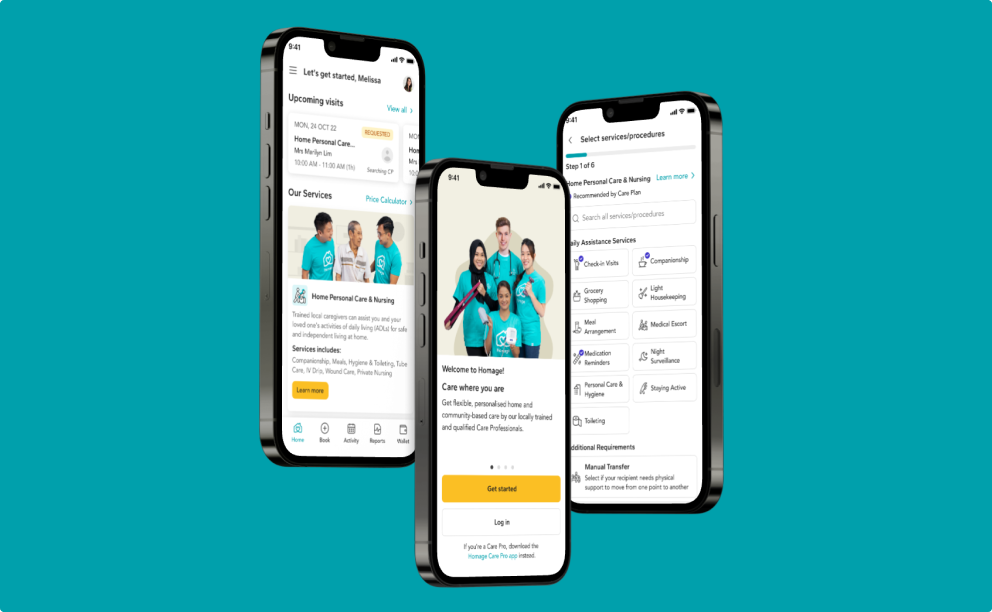 9:41
Let's get started, Melissa
Upcoming visits
View all
MON, 24 OCT 22
REQUESTED
Home Personal Care...
Mrs Marilyn Lim
10:00 AM - 11:00 AM (1h)
Searching CP
MON
Hom
Mrs
10:0
Our Services
Price Calculator
Home Personal Care & Nursing
Trained local caregivers can assist you and your
loved one's activities of daily living (ADLs) for safe
and independent living at home.
Services includes:
Companionship, Meals, Hygiene & Toileting, Tube
Care, IV Drip, Wound Care, Private Nursing
Learn more
Home
Book
Activity
Reports
Wallet
9:41
Homage
Welcome to Homage!
Care where you are
Get flexible, personalised home and
community-based care by our locally trained
and qualified Care Professionals.
Get started
Log in
If you're a Care Pro, download the
Homage Care Pro app instead.
9:41
Select services/procedures
Step 1 of 6
Home Personal Care & Nursing
Learn more
Recommended by Care Plan
Search all services/procedures
aily Assistance Services
Check-in Visits
Companionship
Grocery
Shopping
Light
Housekeeping
Meal
Arrangement
Medical Escort
Medication
Reminders
Night
Surveillance
Personal Care &
Hygiene
Staying Active
Toileting
dditional Requirements
Manual Transfer
Select if your recipient needs physical
support to move from one point to another